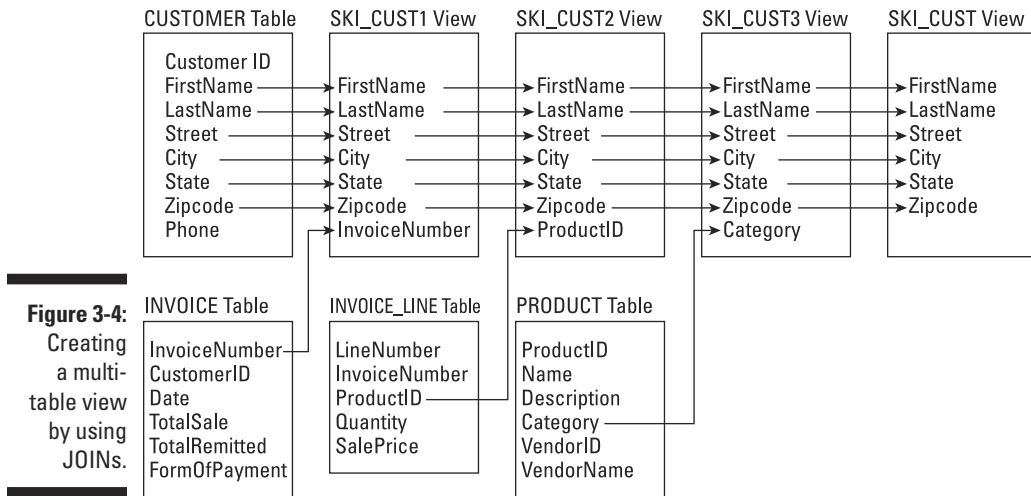 CUSTOMER Table
Customer ID
FirstName
LastName
Street
City
State
Zipcode
Phone
SKI_CUST1 View
FirstName
LastName
Street
City
State
Zipcode
InvoiceNumber
SKI_CUST2 View
FirstName
LastName
Street
City
State
Zipcode
ProductID
SKI_CUST3 View
FirstName
LastName
Street
City
State
Zipcode
Category
SKI_CUST View
FirstName
LastName
Street
City
State
Zipcode
Figure 3-4:
Creating
a multi-
table view
by using
JOINs.
INVOICE Table
InvoiceNumber
CustomerID
Date
TotalSale
TotalRemitted
FormOfPayment
INVOICE_LINE Table
LineNumber
InvoiceNumber
ProductID
Quantity
SalePrice
PRODUCT Table
ProductID
Name
Description
Category
VendorID
VendorName